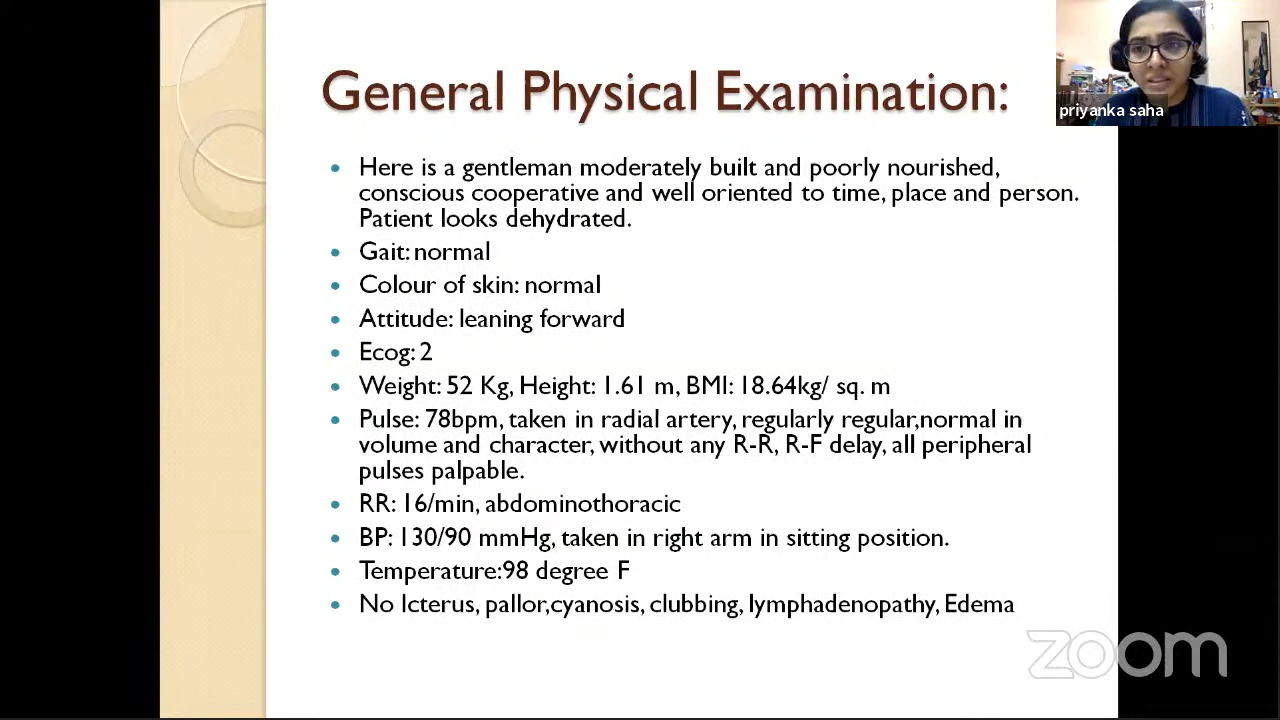 General Physical Examination:
priyanka saha
Here is a gentleman moderately built and poorly nourished,
conscious cooperative and well oriented to time, place and person.
Patient looks dehydrated.
Gait: normal
Colour of skin: normal
Attitude: leaning forward
Ecog: 2
Weight: 52 Kg, Height: 1.61 m, BMI: 18.64kg/ sq. m
Pulse: 78bpm, taken in radial artery, regularly regular,normal in
volume and character, without any R-R, R-F delay, all peripheral
pulses palpable.
RR: 16/min, abdominothoracic
BP: 130/90 mmHg, taken in right arm in sitting position.
Temperature:98 degree F
No Icterus, pallor,cyanosis, clubbing, lymphadenopathy, Edema
zoom